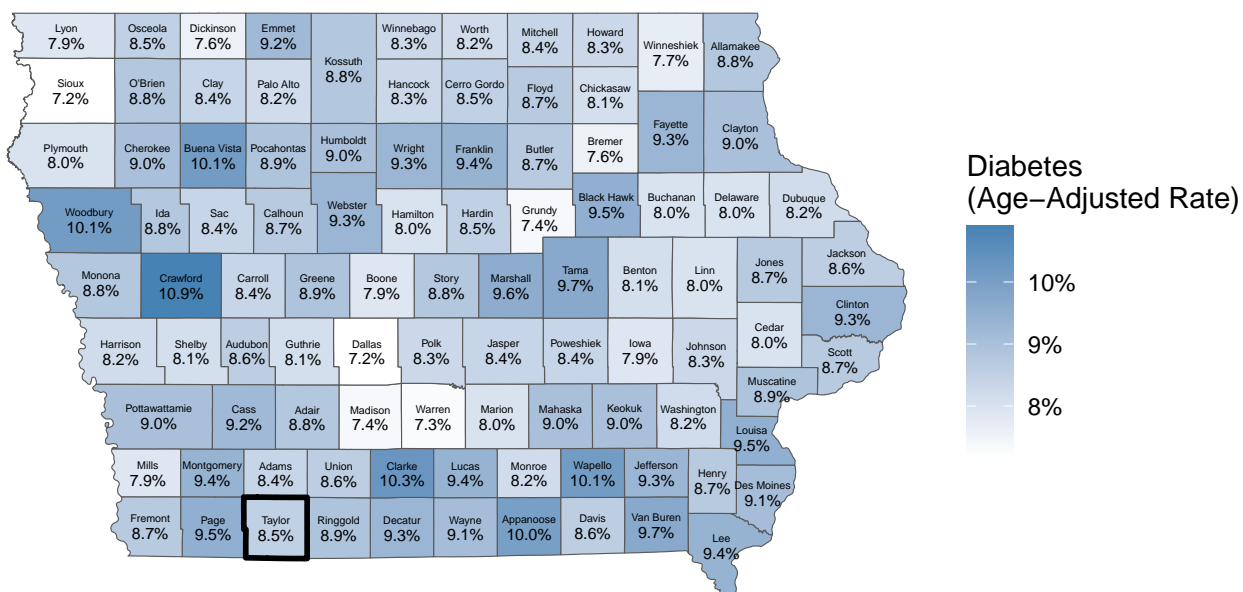 Lyon
7.9%
Osceola
8.5%
Dickinson
7.6%
Emmet
9.2%
Kossuth
8.8%
Winnebago
8.3%
Worth
8.2%
Mitchell
8.4%
Howard
8.3%
Winneshiek
7.7%
Allamakee
8.8%
Sioux
7.2%
O'Brien
8.8%
Clay
8.4%
Palo Alto
8.2%
Hancock
8.3%
Cerro Gordo
8.5%
Floyd
8.7%
Chickasaw
8.1%
Fayette
9.3%
Clayton
9.0%
Plymouth
8.0%
Cherokee
9.0%
Buena Vista
10.1%
Pocahontas
8.9%
Humboldt
9.0%
Wright
9.3%
Franklin
9.4%
Butler
8.7%
Bremer
7.6%
Woodbury
10.1%
Ida
8.8%
Sac
8.4%
Calhoun
8.7%
Webster
9.3%
Hamilton
8.0%
Hardin
8.5%
Grundy
7.4%
Black Hawk
9.5%
Buchanan
8.0%
Delaware
8.0%
Dubuque
8.2%
Monona
8.8%
Crawford
10.9%
Carroll
8.4%
Greene
8.9%
Boone
7.9%
Story
8.8%
Marshall
9.6%
Tama
9.7%
Benton
8.1%
Linn
8.0%
Jones
8.7%
Jackson
8.6%
Clinton
9.3%
Harrison
8.2%
Shelby
8.1%
Audubon
8.6%
Guthrie
8.1%
Dallas
7.2%
Polk
8.3%
Jasper
8.4%
Poweshiek
8.4%
Iowa
7.9%
Johnson
8.3%
Cedar
8.0%
Scott
8.7%
Muscatine
8.9%
Pottawattamie
9.0%
Cass
9.2%
Adair
8.8%
Madison
7.4%
Warren
7.3%
Marion
8.0%
Mahaska
9.0%
Keokuk
9.0%
Washington
8.2%
Louisa
9.5%
Mills
7.9%
Montgomery
9.4%
Adams
8.4%
Union
8.6%
Clarke
10.3%
Lucas
9.4%
Monroe
8.2%
Wapello
10.1%
Jefferson
9.3%
Henry
8.7%
Des Moines
9.1%
Fremont
8.7%
Page
9.5%
Taylor
8.5%
Ringgold
8.9%
Decatur
9.3%
Wayne
9.1%
Appanoose
10.0%
Davis
8.6%
Van Buren
9.7%
Lee
9.4%
Diabetes
(Age−Adjusted Rate)
10%
9%
8%